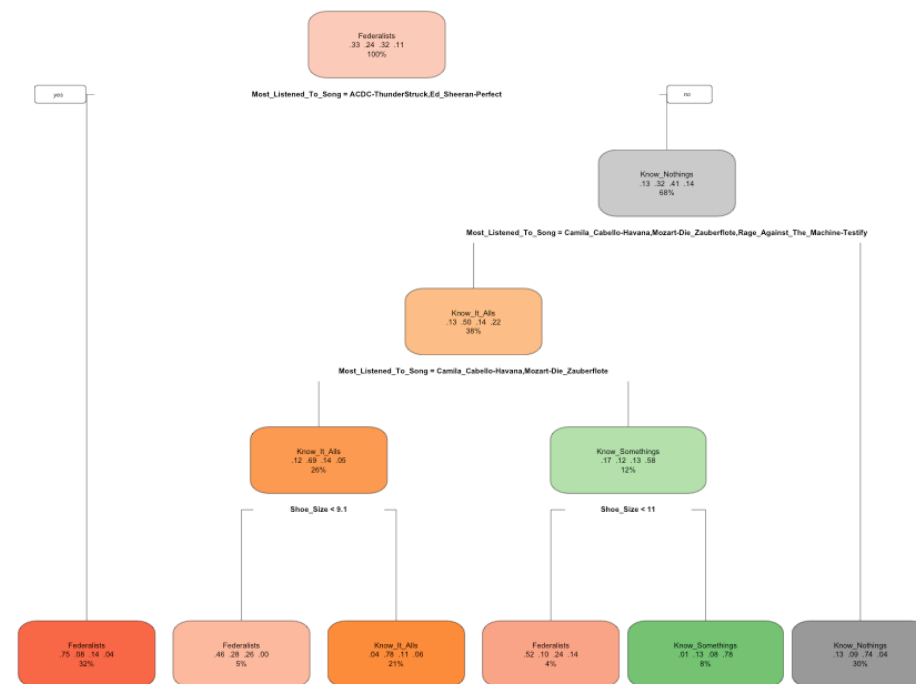 Federalists
.33 .24 .32 .11
100%
yes
Most_Listened_To_Song = ACDC-ThunderStruck,Ed_Sheeran-Perfect
no
Know_Nothings
.13 .32 .41 .14
68%
Most_Listened_To_Song = Camila_Cabello-Havana,Mozart-Die_Zauberflote,Rage_Against_The_Machine-Testify
Know_It_Alls
.13 .50 .14 .22
38%
Most_Listened_To_Song = Camila_Cabello-Havana,Mozart-Die_Zauberflote
Know_It_Alls
.12 .69 .14 .05
26%
Know_Somethings
.17 .12 .13 .58
12%
Shoe_Size < 9.1
Shoe_Size < 11
Federalists
.75 .08 .14 .04
32%
Federalists
.46 .28 .26 .00
5%
Know_It_Alls
.04 .78 .11 .06
21%
Federalists
.52 .10 .24 .14
4%
Know_Somethings
.01 .13 .08 .78
8%
Know_Nothings
.13 .09 .74 .04
30%